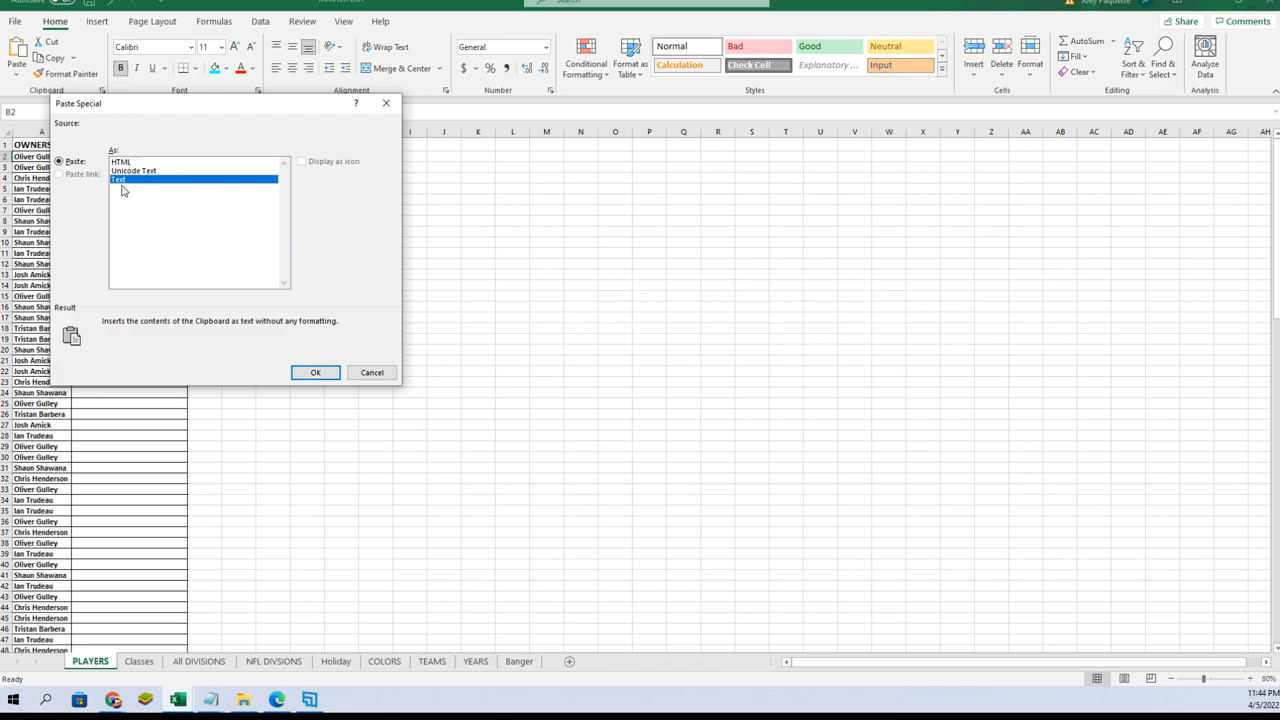 Search
Joey Paquette
File Home Insert Page Layout Formulas Data Review View Help Share Comments
Cut
Copy
Format Painter
Paste
Calibri 11
Wrap Text
Merge & Center
General
Conditional Formatting
Format as Table
Normal Bad Good Neutral
Calculation Check Cell Explanatory ... Input
Insert Delete Format
AutoSum
Fill
Clear
Sort & Filter
Find & Select
Analyze Data
Clipboard Alignment Styles Cells Editing Analysis
B2
Paste Special
Source:
As:
Paste:
Paste link:
HTML
Unicode Text
Text
Display as icon
Result
Inserts the contents of the Clipboard as text without any formatting.
OK Cancel
A I J K L M N O P Q R S T U V W X Y Z AA AB AC AD AE AF AG AH
1 OWNERS
2 Oliver Gull
3 Oliver Gull
4 Chris Hend
5 Ian Trudea
6 Ian Trudea
7 Oliver Gull
8 Shaun Sha
9 Ian Trudea
10 Shaun Sha
11 Ian Trudea
12 Shaun Sha
13 Josh Amick
14 Josh Amick
15 Oliver Gull
16 Shaun Sha
17 Shaun Sha
18 Tristan Bar
19 Tristan Bar
20 Shaun Sha
21 Josh Amick
22 Josh Amick
23 Chris Hend
24 Shaun Shawana
25 Oliver Gulley
26 Tristan Barbera
27 Josh Amick
28 Ian Trudeau
29 Oliver Gulley
30 Oliver Gulley
31 Shaun Shawana
32 Chris Henderson
33 Oliver Gulley
34 Ian Trudeau
35 Ian Trudeau
36 Oliver Gulley
37 Chris Henderson
38 Oliver Gulley
39 Ian Trudeau
40 Oliver Gulley
41 Shaun Shawana
42 Ian Trudeau
43 Oliver Gulley
44 Chris Henderson
45 Chris Henderson
46 Tristan Barbera
47 Ian Trudeau
48 Chris Henderson
PLAYERS Classes All DIVISIONS NFL DIVSIONS Holiday COLORS TEAMS YEARS Banger
Ready 80%
11:44 PM
4/5/2022